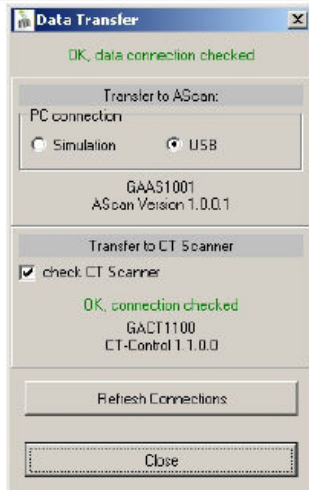 Data Transfer
OK, data connection checked
Transfer to AScan:
PC connection
Simulation
USB
GAAS1001
AScan Version 1.0.0.1
Transfer to CT Scanner
check CT Scanner
OK, connection checked
GACT1100
CT-Control 1.1.0.0
Refresh Connections
Close